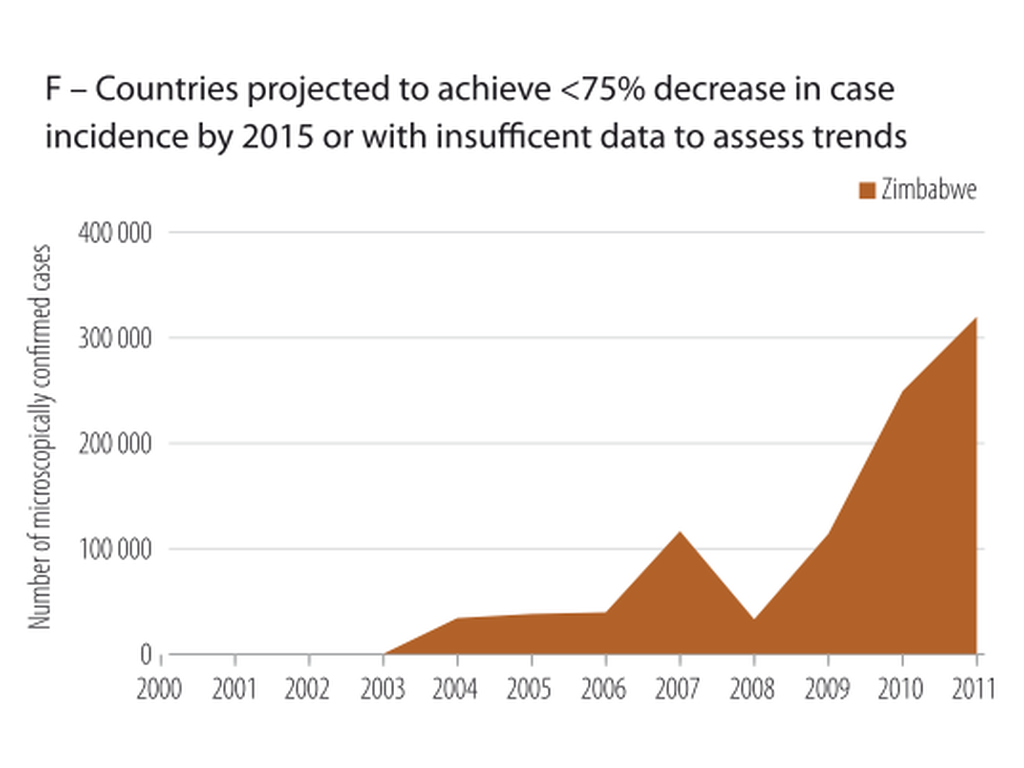 F – Countries projected to achieve <75% decrease in case
incidence by 2015 or with insufficent data to assess trends
Zimbabwe
Number of microscopically confirmed cases
400 000
300 000
200 000
100 000
0
2000 2001 2002 2003 2004 2005 2006 2007 2008 2009 2010 2011